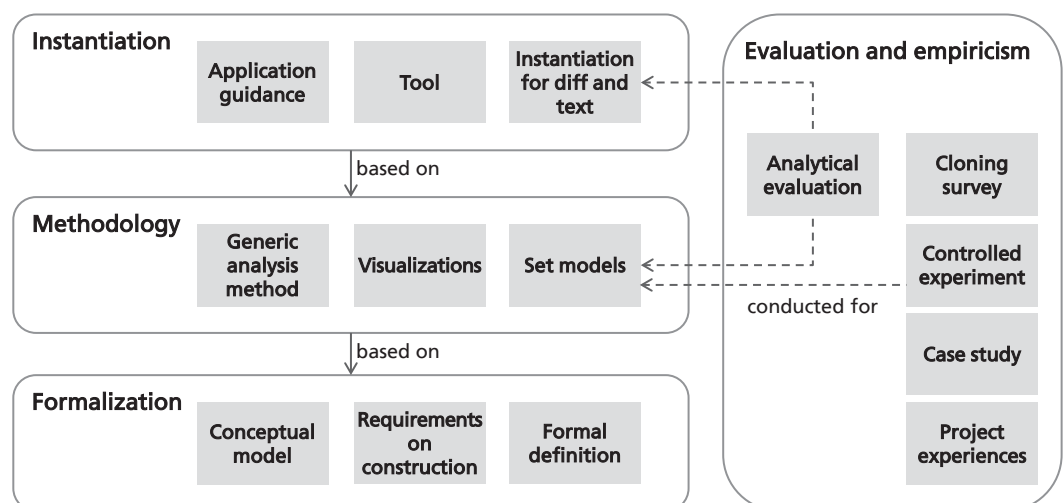 Instantiation
Application
guidance
Tool
Instantiation
for diff and
text
based on
Methodology
Generic
analysis
method
Visualizations
Set models
based on
Formalization
Conceptual
model
Requirements
on
construction
Formal
definition
Evaluation and empiricism
Analytical
evaluation
Cloning
survey
Controlled
experiment
conducted for
Case study
Project
experiences